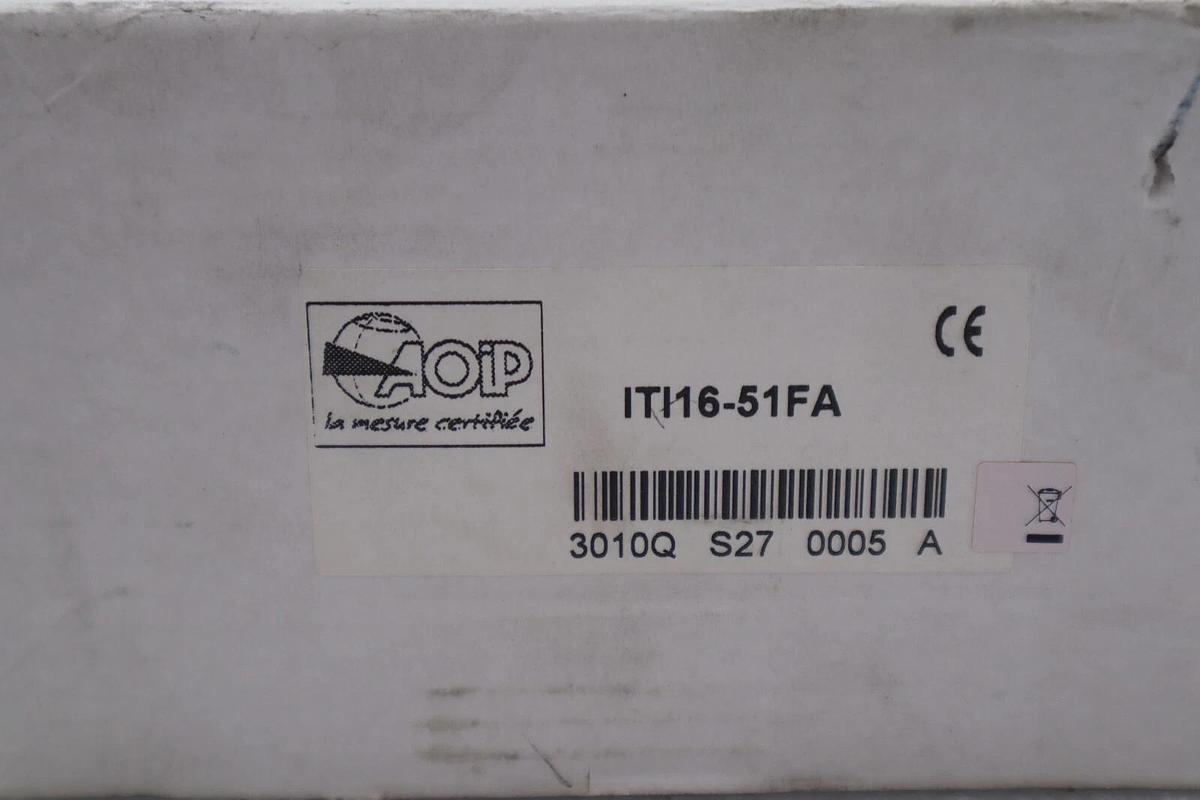 AOiP
la mesure certifiée
CE
ITI16-51FA
3010Q S27 0005 A